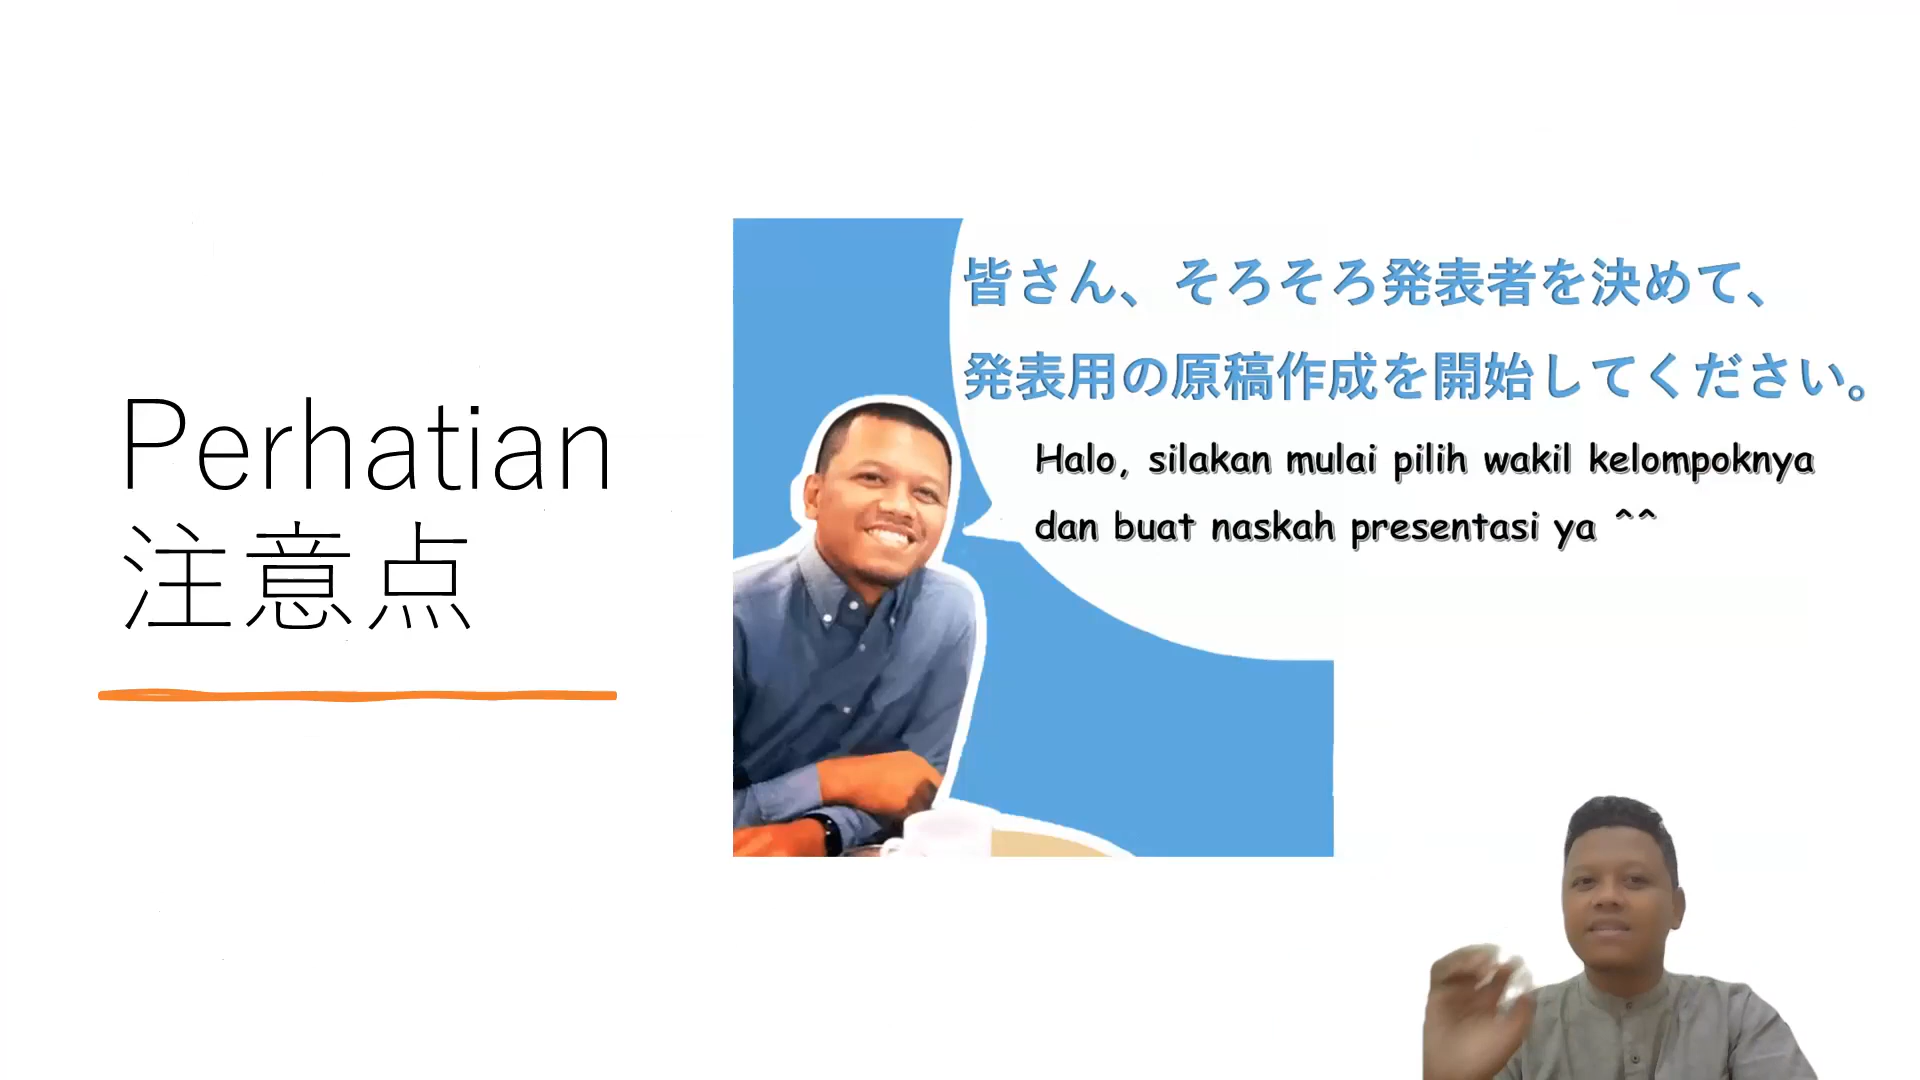 Perhatian
注意点
皆さん、そろそろ発表者を決めて、
発表用の原稿作成を開始してください。
Halo, silakan mulai pilih wakil kelompoknya
dan buat naskah presentasi ya ^^